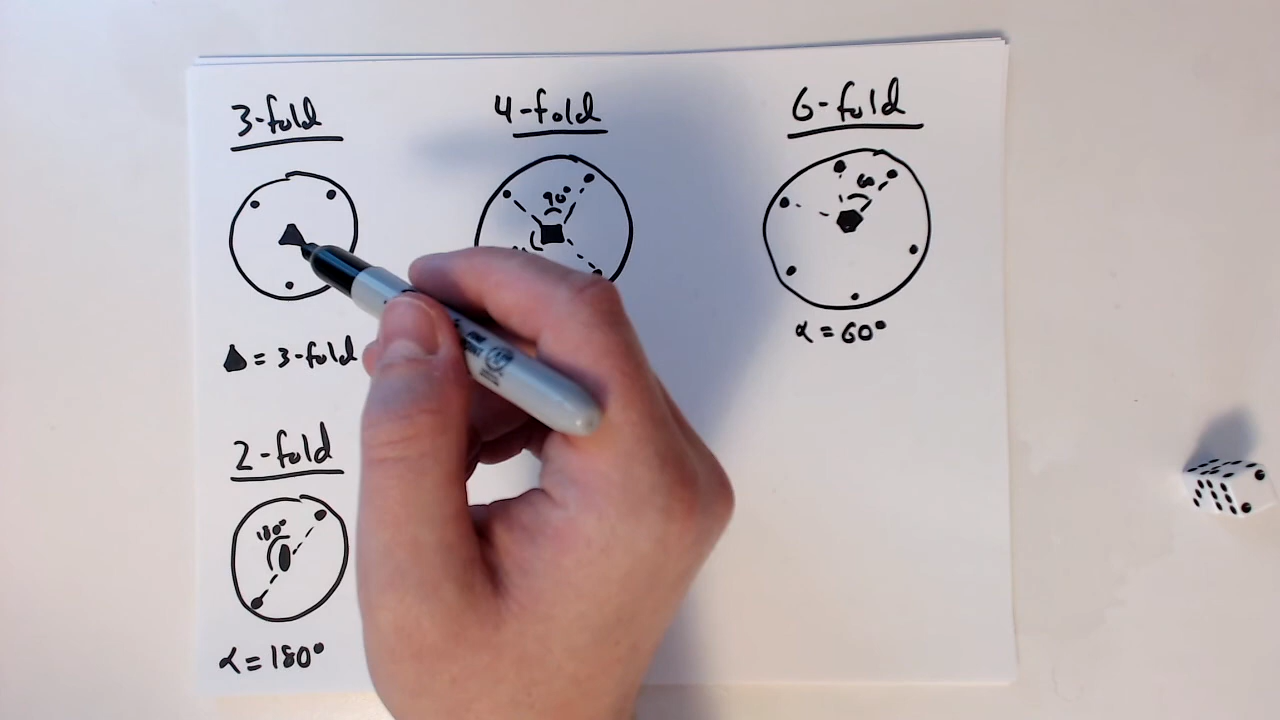 3-fold
4-fold
6-fold
90°
60
▲ = 3-fold
α = 60°
2-fold
180°
α = 180°